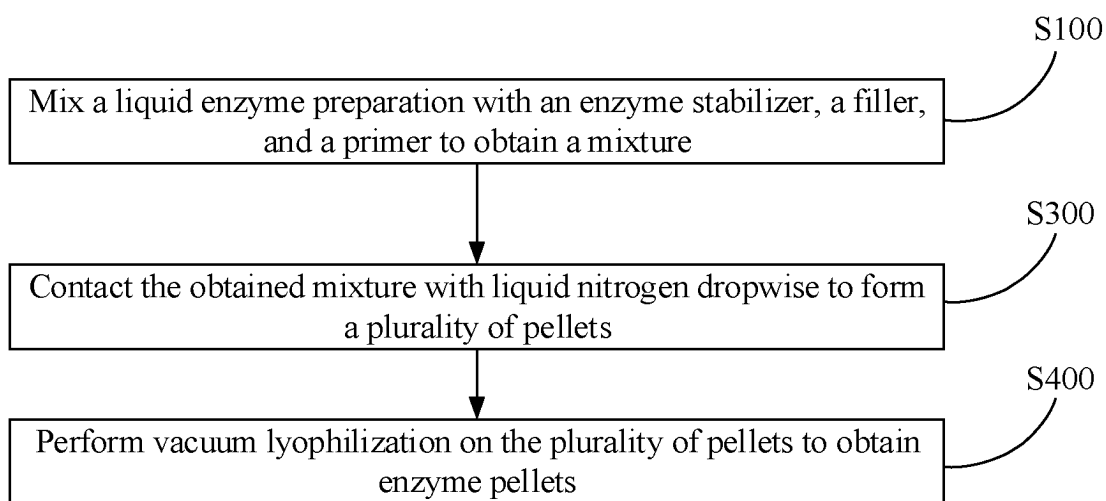 S100
Mix a liquid enzyme preparation with an enzyme stabilizer, a filler,
and a primer to obtain a mixture
S300
Contact the obtained mixture with liquid nitrogen dropwise to form
a plurality of pellets
S400
Perform vacuum lyophilization on the plurality of pellets to obtain
enzyme pellets